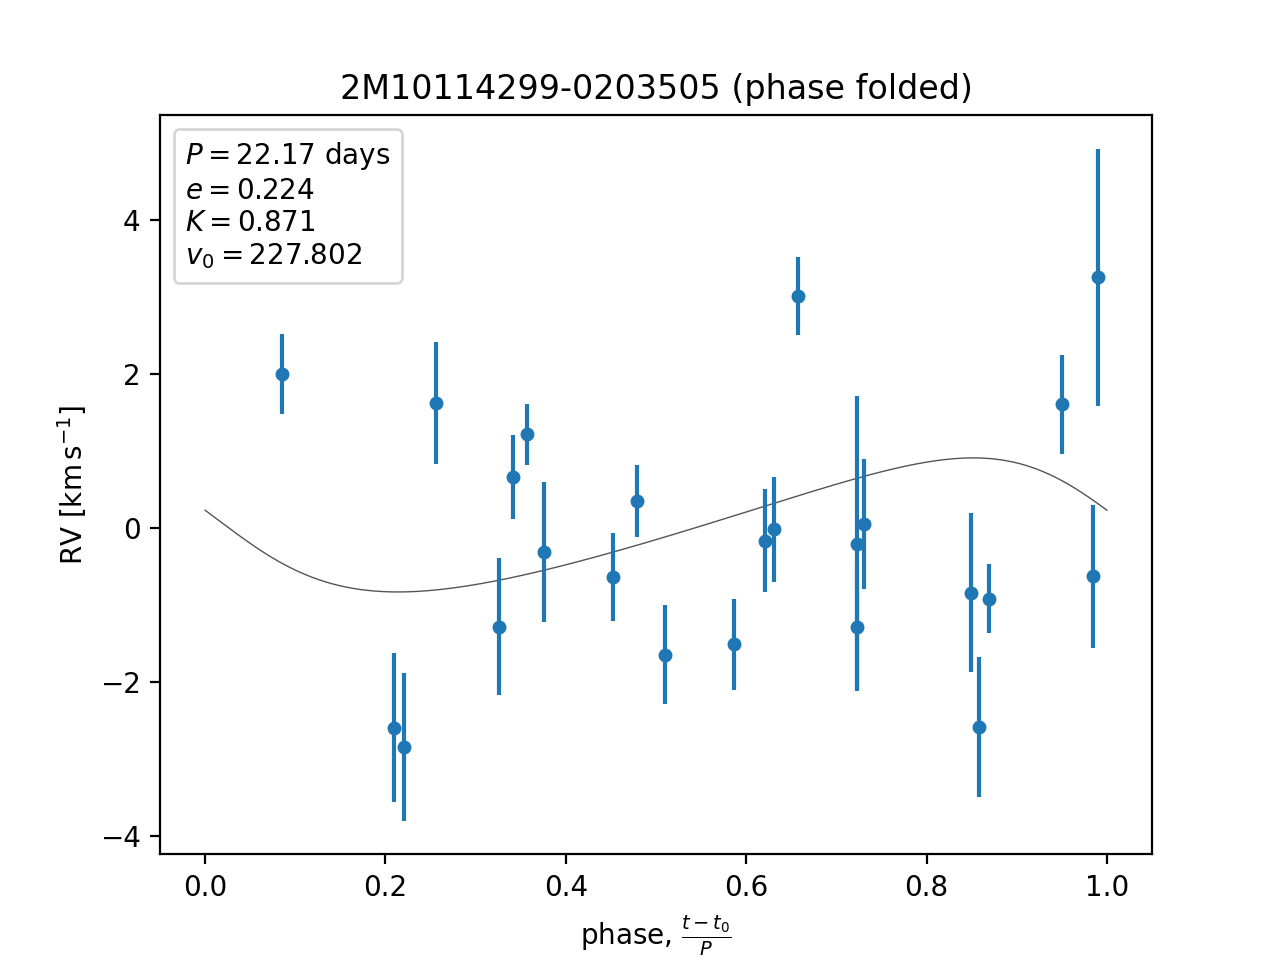 2M10114299-0203505 (phase folded)
P = 22.17 days
e = 0.224
K = 0.871
v₀ = 227.802
RV [km s⁻¹]
4
2
0
−2
−4
0.0 0.2 0.4 0.6 0.8 1.0
phase, (t − t₀)/P